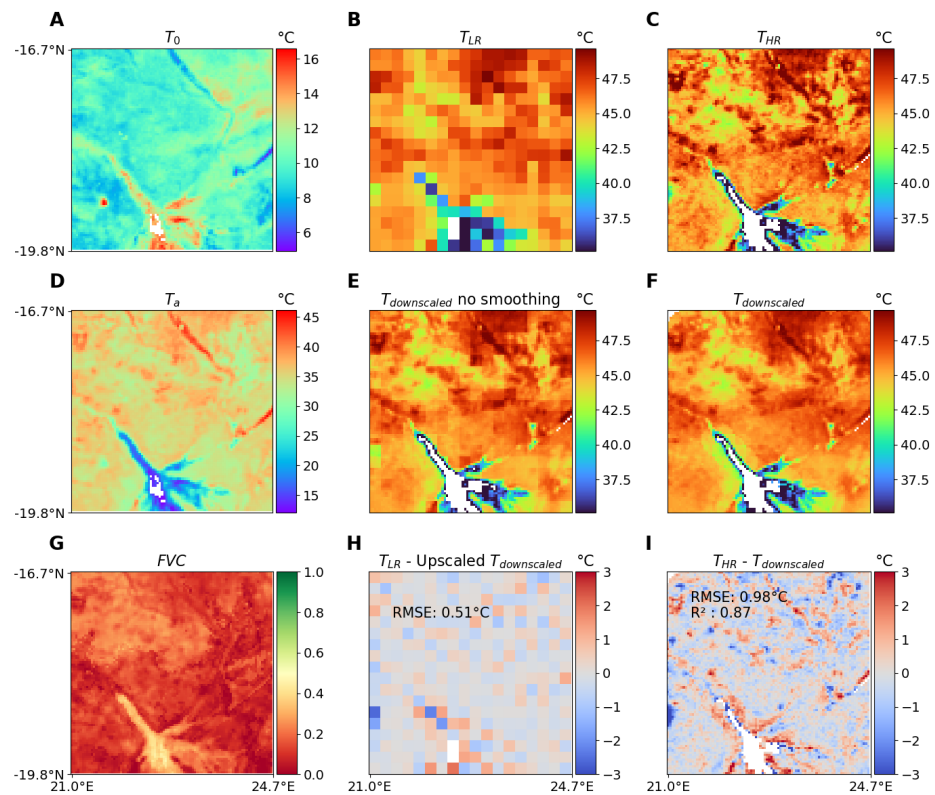 A B C
T₀ °C T_LR °C T_HR °C
-16.7°N
16
14
12
10
8
6
-19.8°N
47.5
45.0
42.5
40.0
37.5
47.5
45.0
42.5
40.0
37.5
D E F
T_a °C T_downscaled no smoothing °C T_downscaled °C
-16.7°N
45
40
35
30
25
20
15
-19.8°N
47.5
45.0
42.5
40.0
37.5
47.5
45.0
42.5
40.0
37.5
G H I
FVC T_LR - Upscaled T_downscaled °C T_HR - T_downscaled °C
-16.7°N
1.0
0.8
0.6
0.4
0.2
0.0
-19.8°N
21.0°E 24.7°E
RMSE: 0.51°C
3
2
1
0
−1
−2
−3
21.0°E 24.7°E
RMSE: 0.98°C
R² : 0.87
3
2
1
0
−1
−2
−3
21.0°E 24.7°E